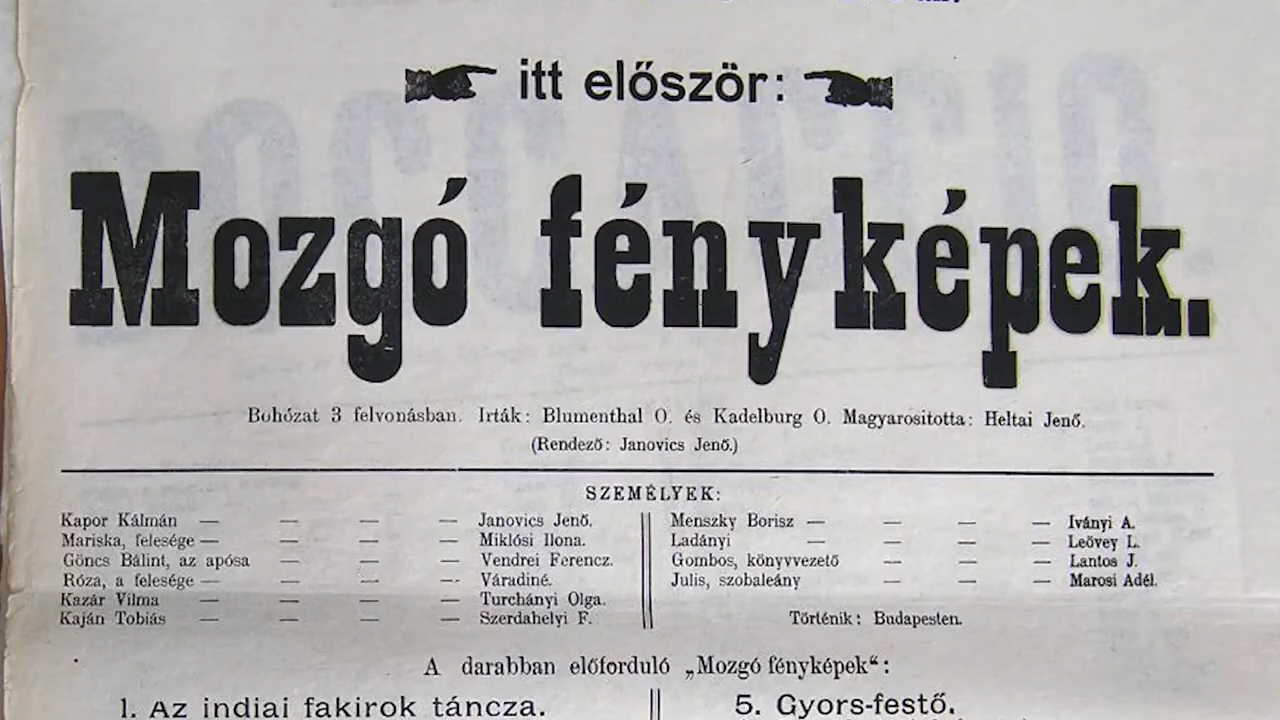 itt először:
Mozgó fényképek.
Bohózat 3 felvonásban. Irták: Blumenthal O. és Kadelburg O. Magyarositotta: Heltai Jenő.
(Rendező: Janovics Jenő.)
SZEMÉLYEK:
Kapor Kálmán — — — — Janovics Jenő.
Mariska, felesége — — — — Miklósi Ilona.
Göncs Bálint, az apósa — — — Vendrei Ferencz.
Róza, a felesége — — — — Váradiné.
Kazár Vilma — — — — Turchányi Olga.
Kaján Tobiás — — — — Szerdahelyi F.
Menszky Borisz — — — — Iványi A.
Ladányi — — — Leövey L.
Gombos, könyvvezető — — — Lantos J.
Julis, szobaleány — — — Marosi Adél.
Történik: Budapesten.
A darabban előforduló „Mozgó fényképek“:
1. Az indiai fakirok táncza.
5. Gyors-festő.